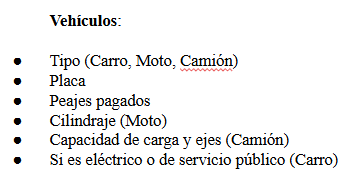 Vehículos:
● Tipo (Carro, Moto, Camión)
● Placa
● Peajes pagados
● Cilindraje (Moto)
● Capacidad de carga y ejes (Camión)
● Si es eléctrico o de servicio público (Carro)